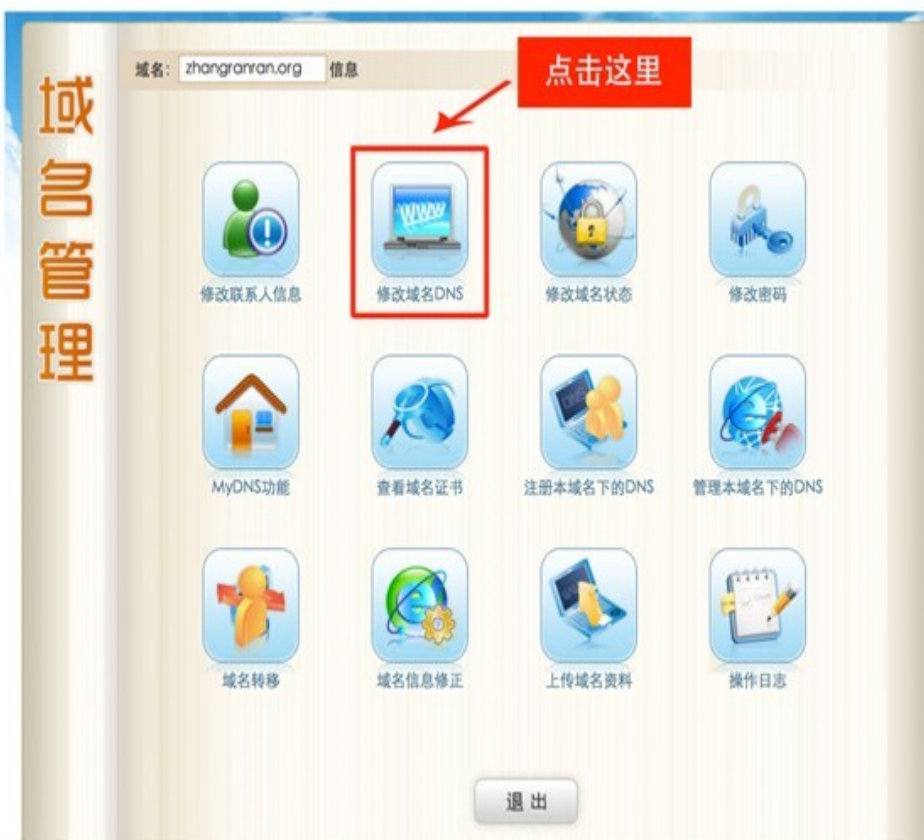 域名管理
域名: zhangranran.org 信息
点击这里
修改联系人信息 修改域名DNS 修改域名状态 修改密码
MyDNS功能 查看域名证书 注册本域名下的DNS 管理本域名下的DNS
域名转移 域名信息修正 上传域名资料 操作日志
退出